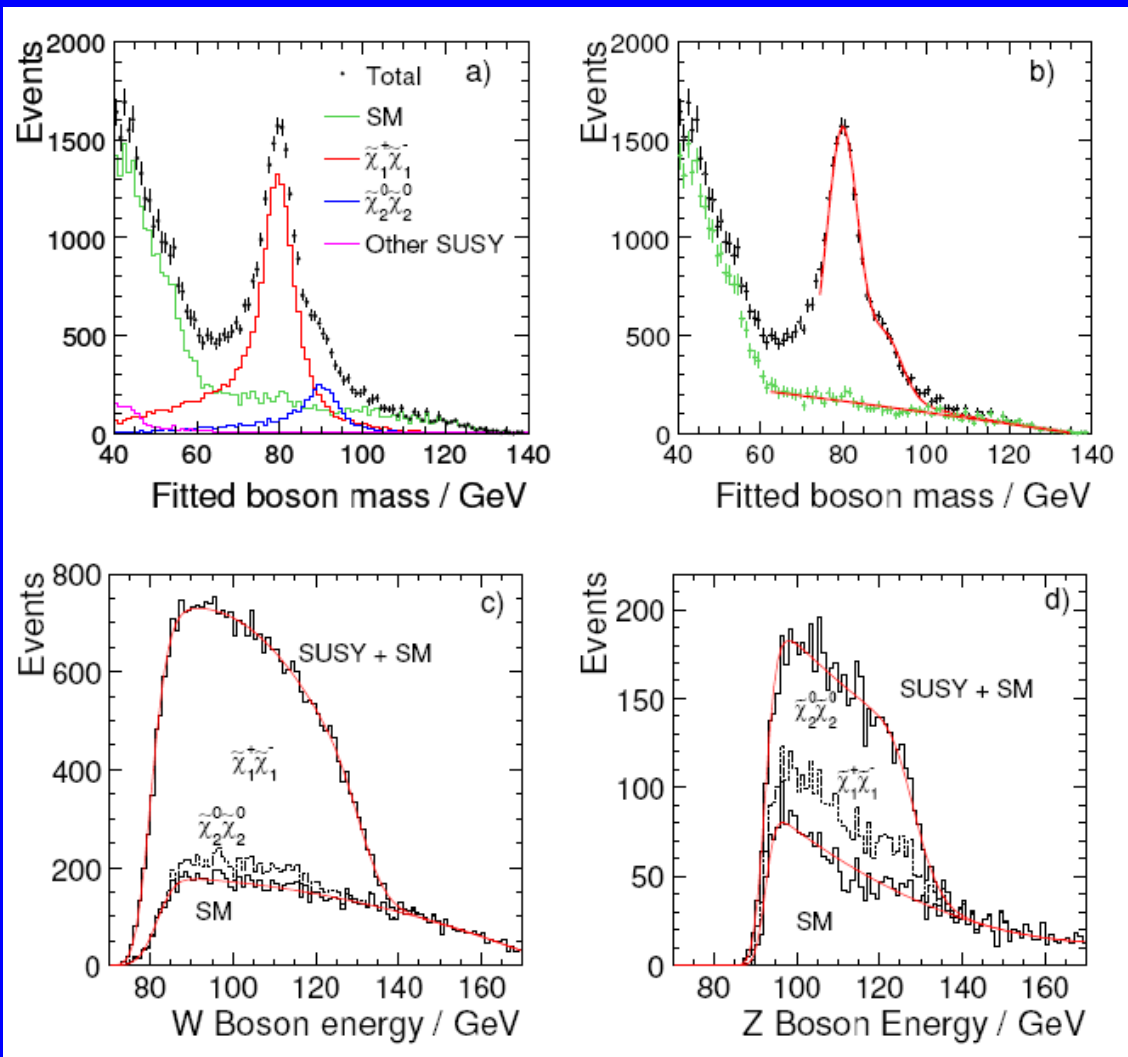 Events
2000
1500
1000
500
0
40 60 80 100 120 140
Fitted boson mass / GeV
a)
Total
SM
χ̃₁⁺χ̃₁⁻
χ̃₂⁰χ̃₂⁰
Other SUSY
Events
2000
1500
1000
500
0
40 60 80 100 120 140
Fitted boson mass / GeV
b)
Events
800
600
400
200
0
80 100 120 140 160
W Boson energy / GeV
c)
SUSY + SM
χ̃₁⁺χ̃₁⁻
χ̃₂⁰χ̃₂⁰
SM
Events
200
150
100
50
0
80 100 120 140 160
Z Boson Energy / GeV
d)
SUSY + SM
χ̃₂⁰χ̃₂⁰
χ̃₁⁺χ̃₁⁻
SM